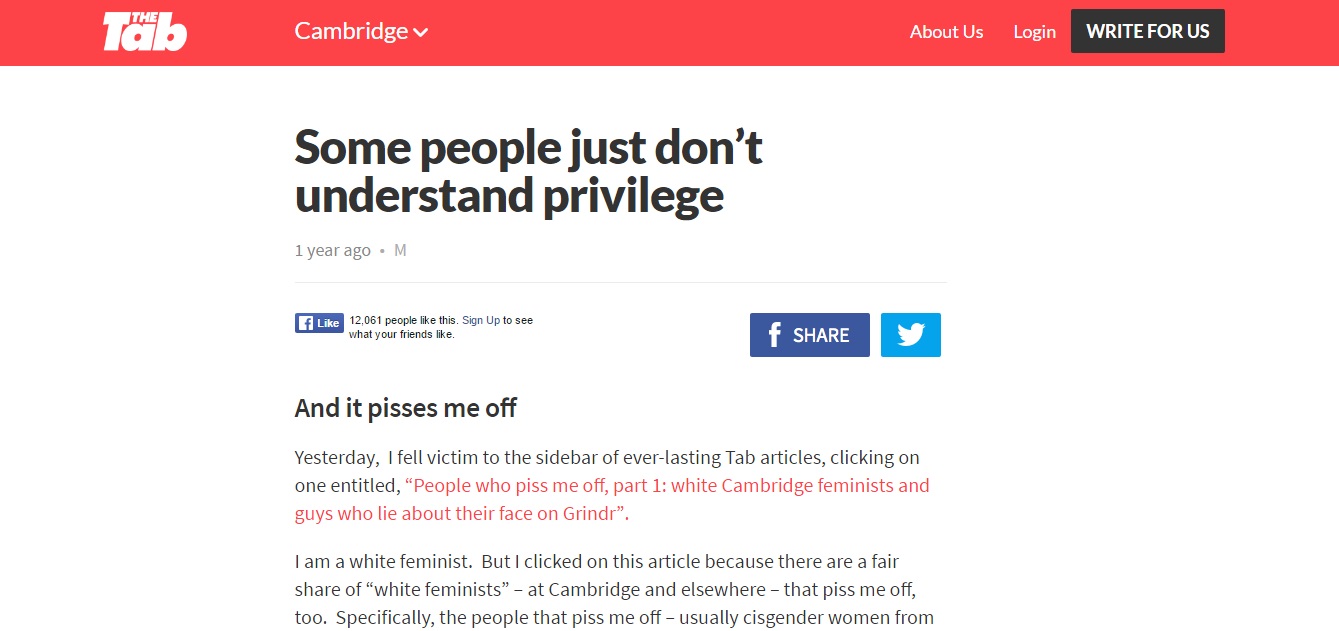 THE Tab
Cambridge
About Us
Login
WRITE FOR US
Some people just don’t
understand privilege
1 year ago • M
Like
12,061 people like this. Sign Up to see
what your friends like.
f SHARE
And it pisses me off
Yesterday,  I fell victim to the sidebar of ever-lasting Tab articles, clicking on
one entitled, “People who piss me off, part 1: white Cambridge feminists and
guys who lie about their face on Grindr”.
I am a white feminist.  But I clicked on this article because there are a fair
share of “white feminists” – at Cambridge and elsewhere – that piss me off,
too.  Specifically, the people that piss me off – usually cisgender women from